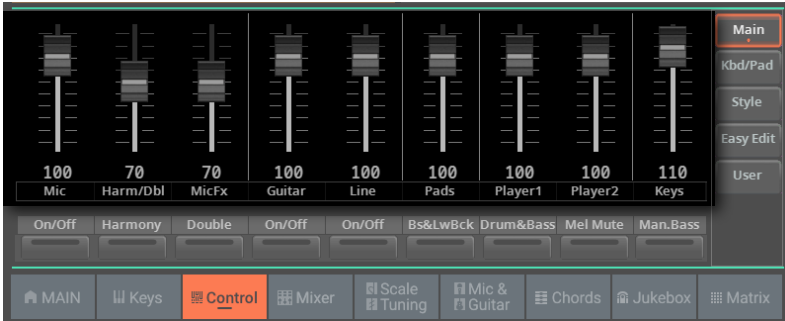 Main
Kbd/Pad
Style
Easy Edit
User
100 70 70 100 100 100 100 100 110
Mic Harm/Dbl MicFx Guitar Line Pads Player1 Player2 Keys
On/Off Harmony Double On/Off On/Off Bs&LwBck Drum&Bass Mel Mute Man.Bass
MAIN Keys Control Mixer Scale Tuning Mic & Guitar Chords Jukebox Matrix